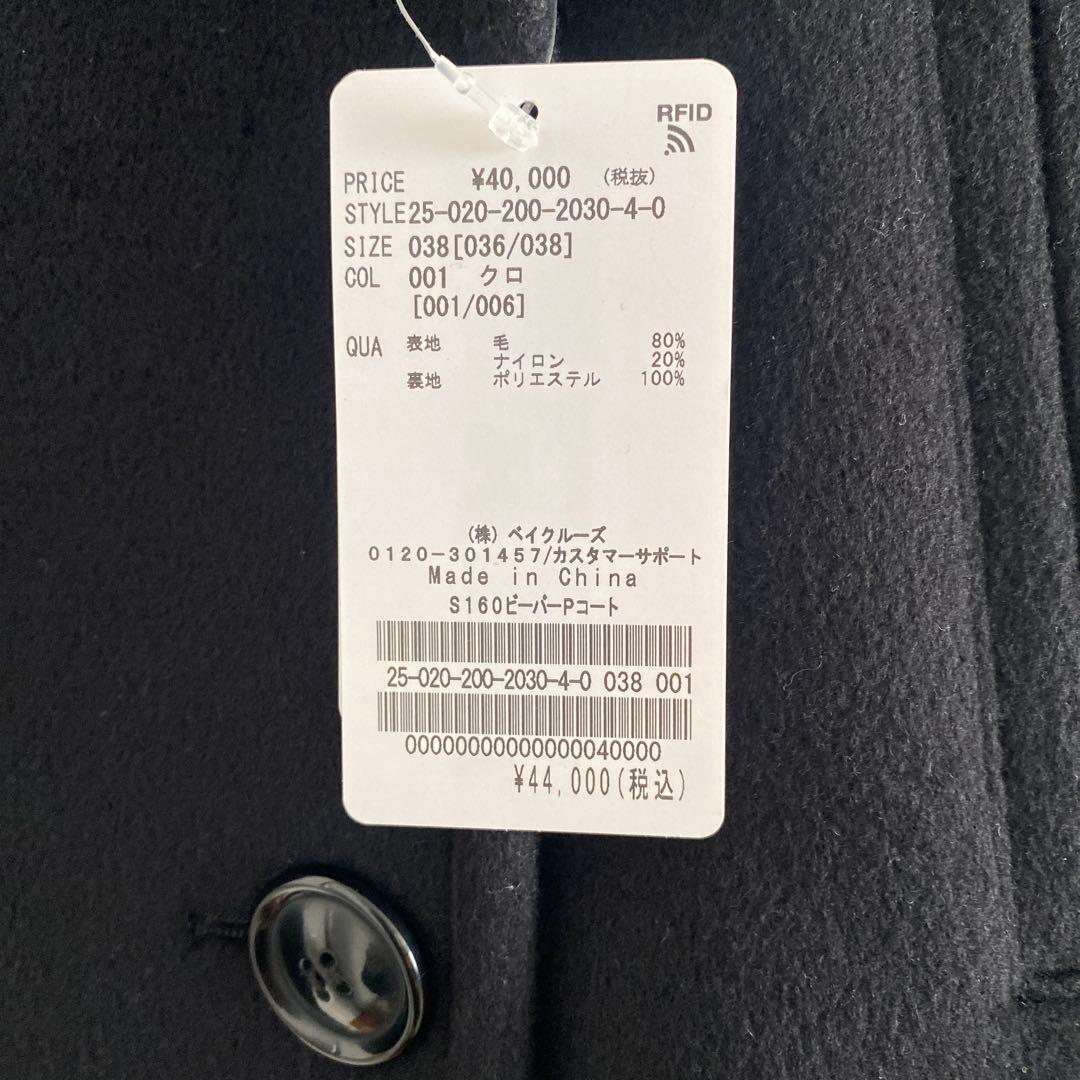 RFID
PRICE ¥40,000 (税抜)
STYLE25-020-200-2030-4-0
SIZE 038[036/038]
COL 001 クロ
[001/006]
QUA 表地 毛 80%
ナイロン 20%
裏地 ポリエステル 100%
(株) ベイクルーズ
0120-301457/カスタマーサポート
Made in China
S160ビーバーPコート
25-020-200-2030-4-0 038 001
00000000000000040000
¥44,000(税込)